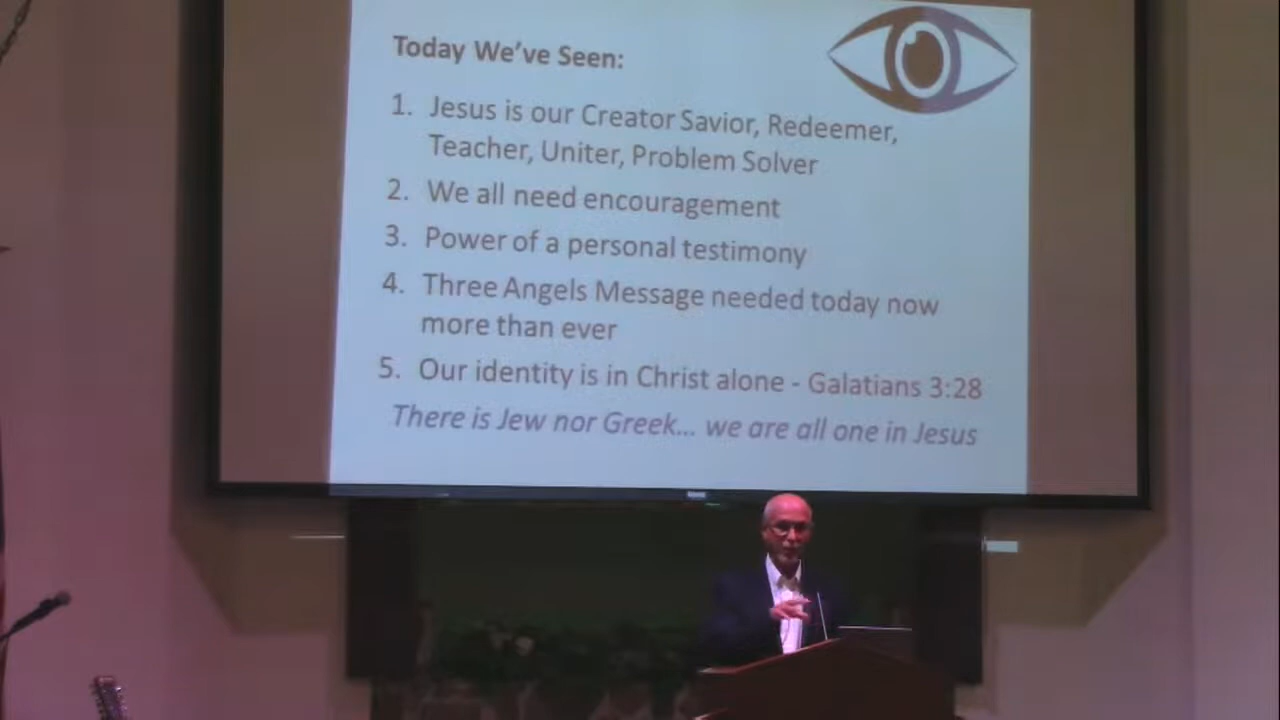 Today We've Seen:
1. Jesus is our Creator Savior, Redeemer,
Teacher, Uniter, Problem Solver
2. We all need encouragement
3. Power of a personal testimony
4. Three Angels Message needed today now
more than ever
5. Our identity is in Christ alone - Galatians 3:28
There is Jew nor Greek... we are all one in Jesus